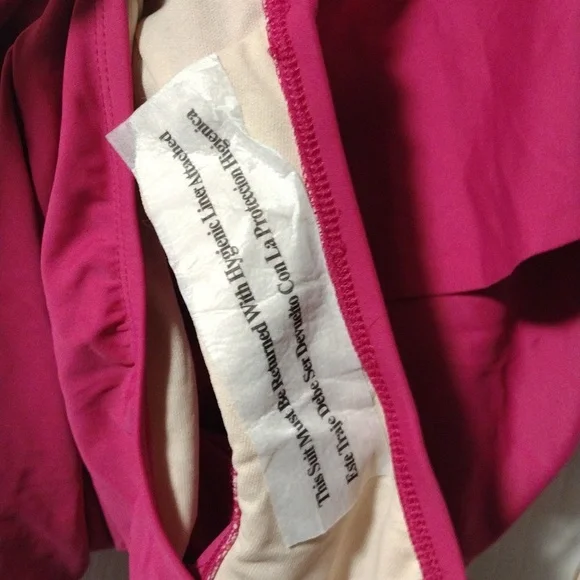 This Suit Must Be Returned With Hygienic Liner Attached
Este Traje Debe Ser Devuelto Con La Proteccion Higienica